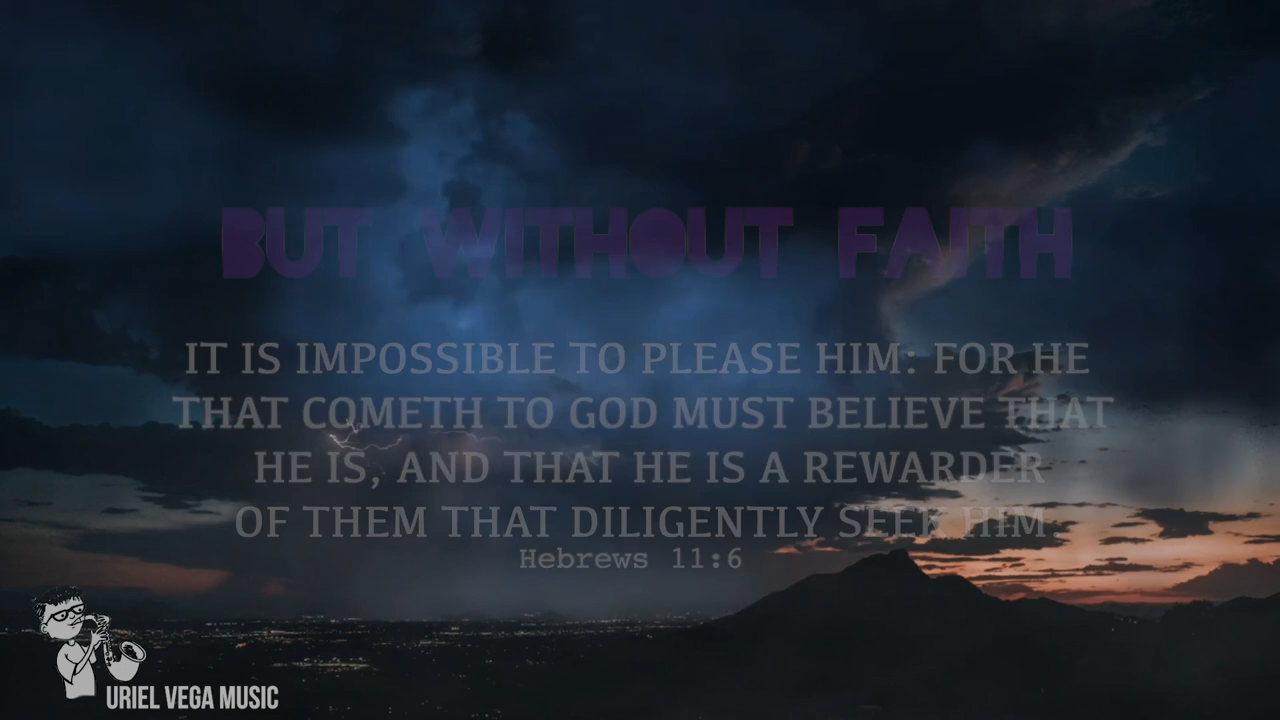 BUT WITHOUT FAITH
IT IS IMPOSSIBLE TO PLEASE HIM: FOR HE
THAT COMETH TO GOD MUST BELIEVE THAT
HE IS, AND THAT HE IS A REWARDER
OF THEM THAT DILIGENTLY SEEK HIM.
Hebrews 11:6
URIEL VEGA MUSIC